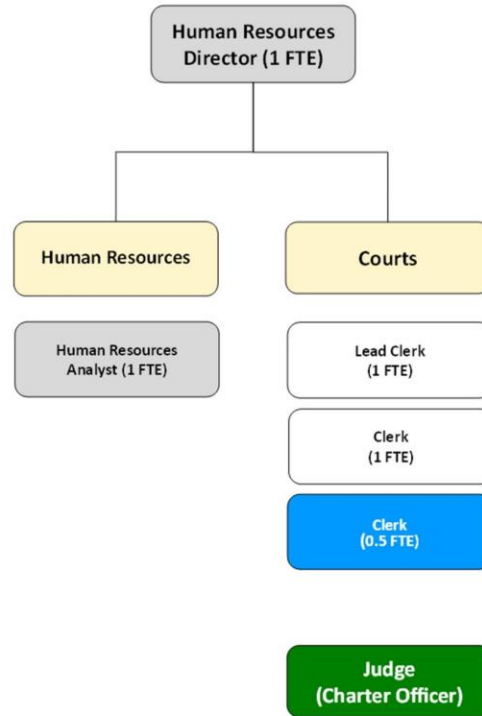 Human Resources
Director (1 FTE)
Human Resources
Courts
Human Resources
Analyst (1 FTE)
Lead Clerk
(1 FTE)
Clerk
(1 FTE)
Clerk
(0.5 FTE)
Judge
(Charter Officer)